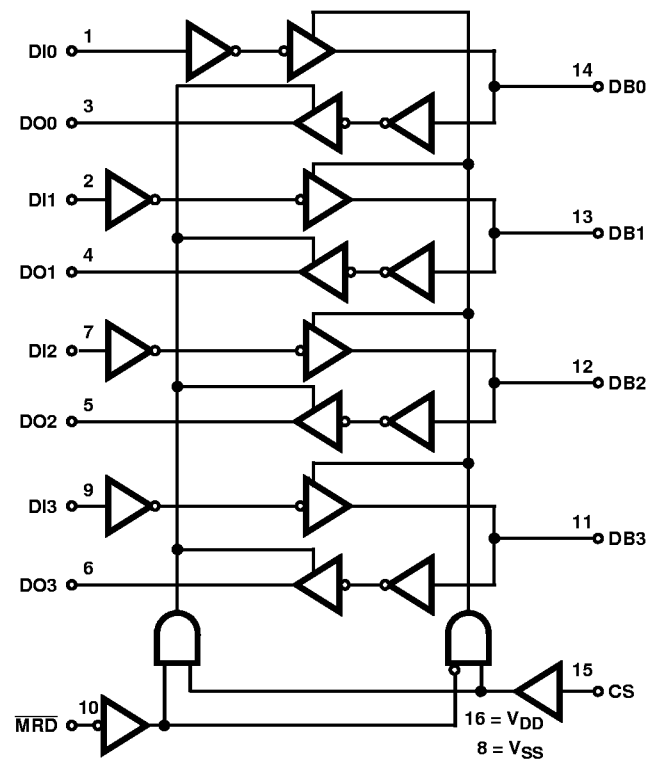 1
DI0
14
DB0
3
DO0
2
DI1
13
DB1
4
DO1
7
DI2
12
DB2
5
DO2
9
DI3
11
DB3
6
DO3
15
CS
10
MRD
16 = VDD
8 = VSS